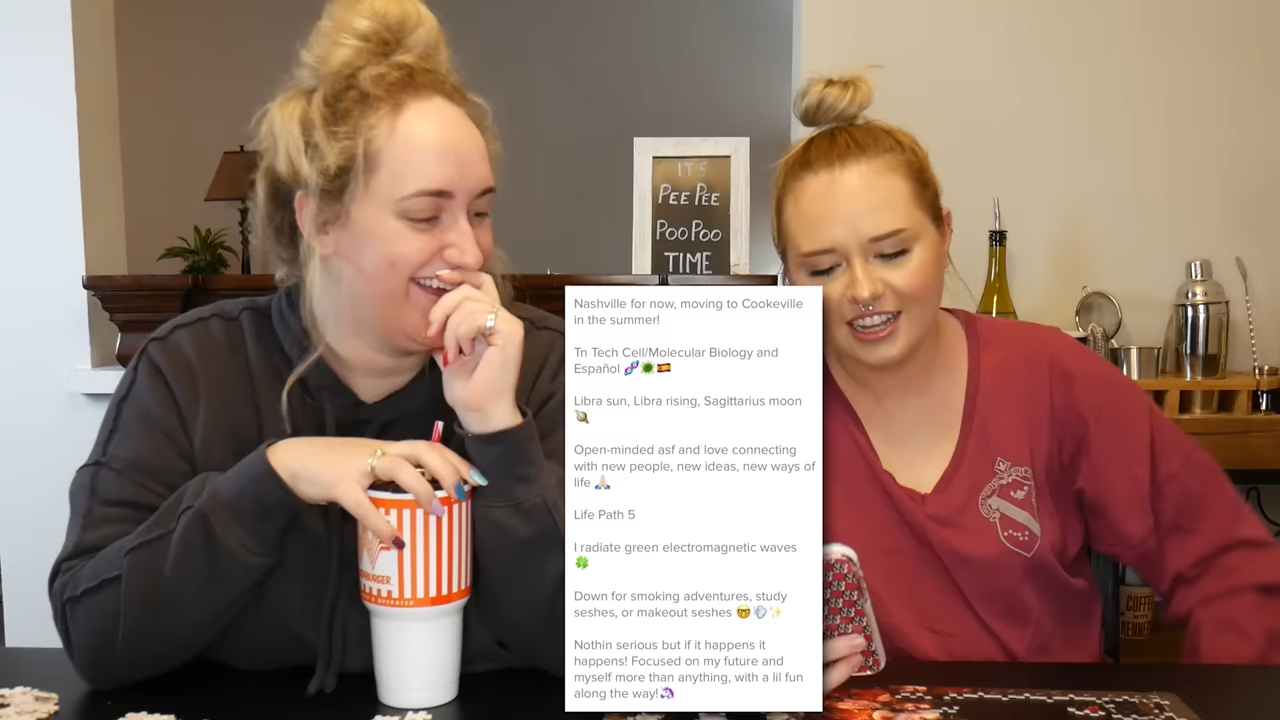 IT'S
PEE PEE
POO POO
TIME
Nashville for now, moving to Cookeville
in the summer!
Tn Tech Cell/Molecular Biology and
Español 🧬🦠🇪🇸
Libra sun, Libra rising, Sagittarius moon
🪐
Open-minded asf and love connecting
with new people, new ideas, new ways of
life 🙏🏻
Life Path 5
I radiate green electromagnetic waves
🍀
Down for smoking adventures, study
seshes, or makeout seshes 🤓💨✨
Nothin serious but if it happens it
happens! Focused on my future and
myself more than anything, with a lil fun
along the way!🦄
COFFEE
WITH